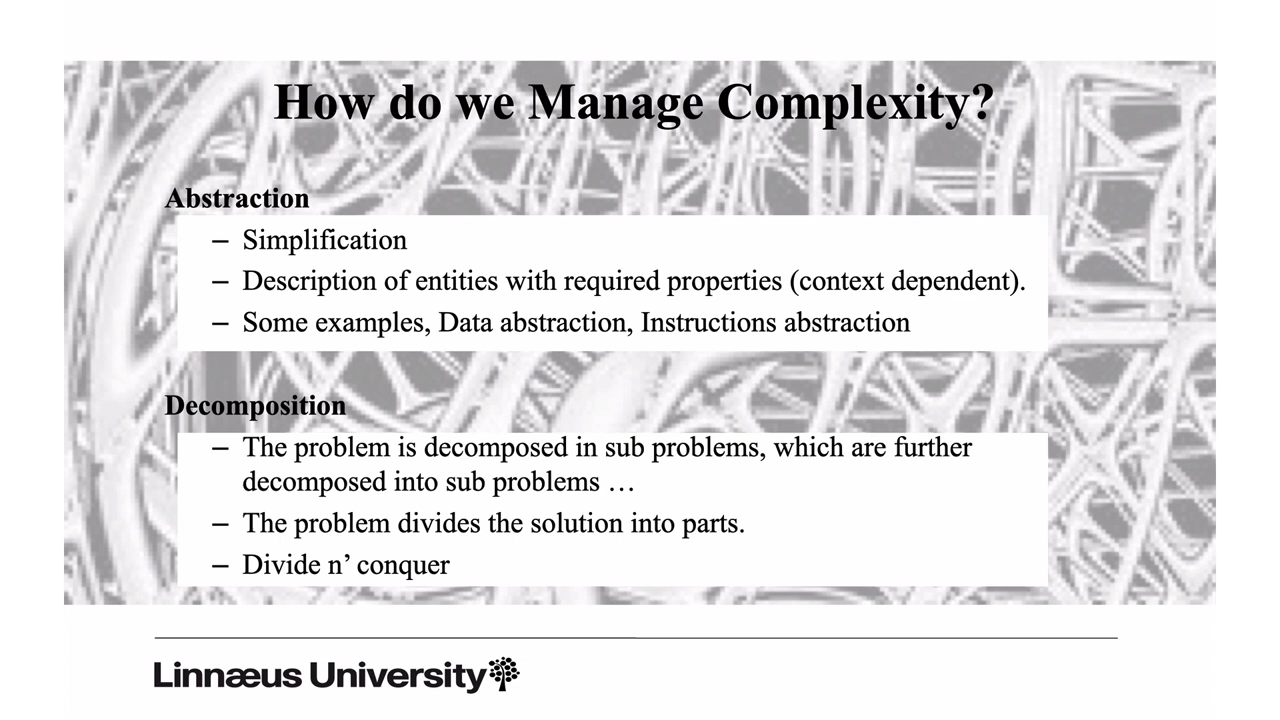 How do we Manage Complexity?
Abstraction
– Simplification
– Description of entities with required properties (context dependent).
– Some examples, Data abstraction, Instructions abstraction
Decomposition
– The problem is decomposed in sub problems, which are further
decomposed into sub problems …
– The problem divides the solution into parts.
– Divide n’ conquer
Linnæus University